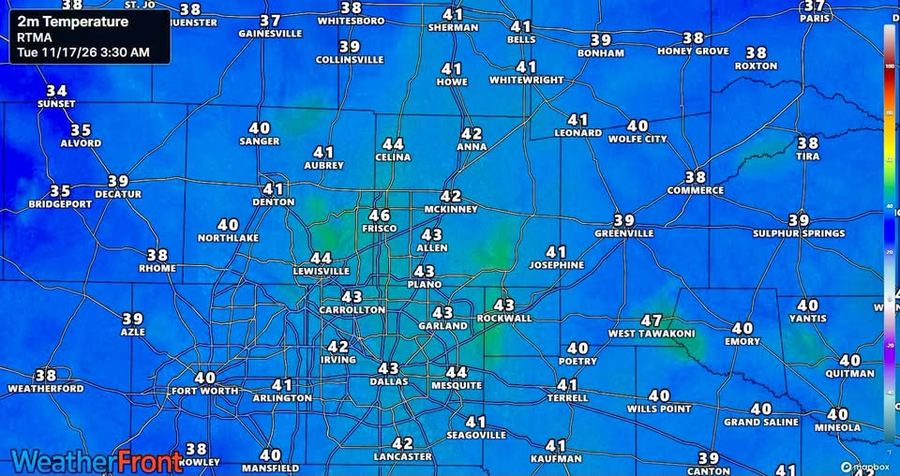 2m Temperature
RTMA
Tue 11/17/26 3:30 AM
38
ST. JO
38
MUENSTER
37
GAINESVILLE
38
WHITESBORO
41
SHERMAN
41
BELLS
37
PARIS
39
COLLINSVILLE
39
BONHAM
38
HONEY GROVE
38
ROXTON
41
HOWE
41
WHITEWRIGHT
34
SUNSET
35
ALVORD
40
SANGER
41
AUBREY
44
CELINA
42
ANNA
41
LEONARD
40
WOLFE CITY
38
TIRA
35
BRIDGEPORT
39
DECATUR
41
DENTON
42
MCKINNEY
38
COMMERCE
40
NORTHLAKE
46
FRISCO
43
ALLEN
39
GREENVILLE
39
SULPHUR SPRINGS
38
RHOME
44
LEWISVILLE
43
PLANO
41
JOSEPHINE
39
AZLE
43
CARROLLTON
43
GARLAND
43
ROCKWALL
47
WEST TAWAKONI
40
EMORY
40
YANTIS
42
IRVING
40
POETRY
40
QUITMAN
38
WEATHERFORD
40
FORT WORTH
41
ARLINGTON
43
DALLAS
44
MESQUITE
41
TERRELL
40
WILLS POINT
40
GRAND SALINE
40
MINEOLA
41
SEAGOVILLE
38
CROWLEY
40
MANSFIELD
42
LANCASTER
41
KAUFMAN
39
CANTON
41
WeatherFront
mapbox